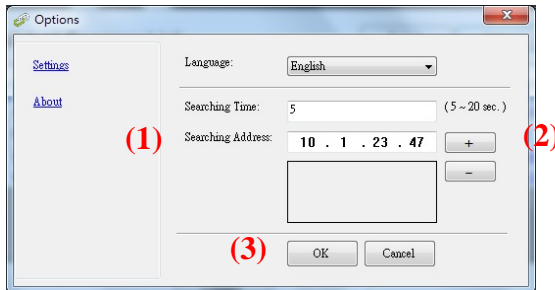 Options
Settings
About
Language: English
Searching Time: 5 (5 ~ 20 sec.)
(1) Searching Address: 10 . 1 . 23 . 47 + (2)
−
(3) OK Cancel